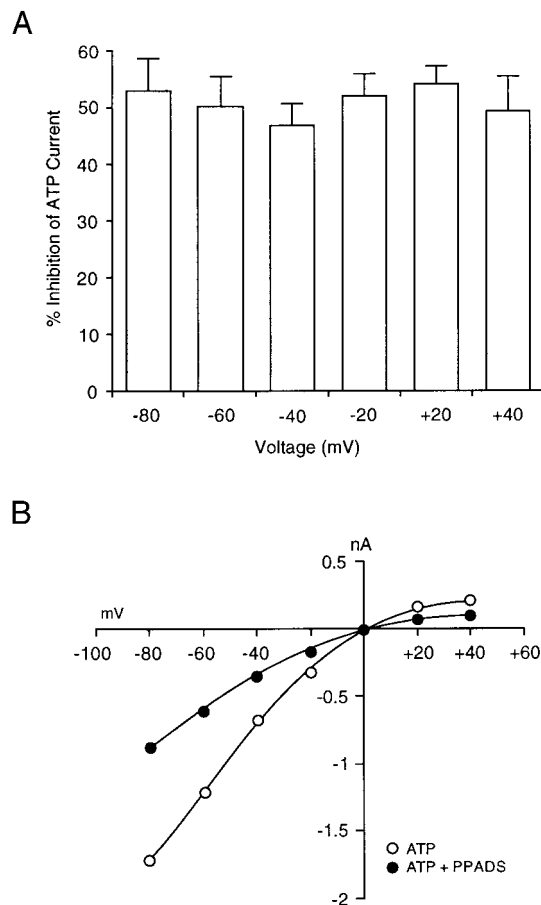 A
60
50
40
30
20
10
0
% Inhibition of ATP Current
-80 -60 -40 -20 +20 +40
Voltage (mV)
B
nA
0.5
mV
-100 -80 -60 -40 -20 +20 +40 +60
-0.5
-1
-1.5
-2
ATP
ATP + PPADS